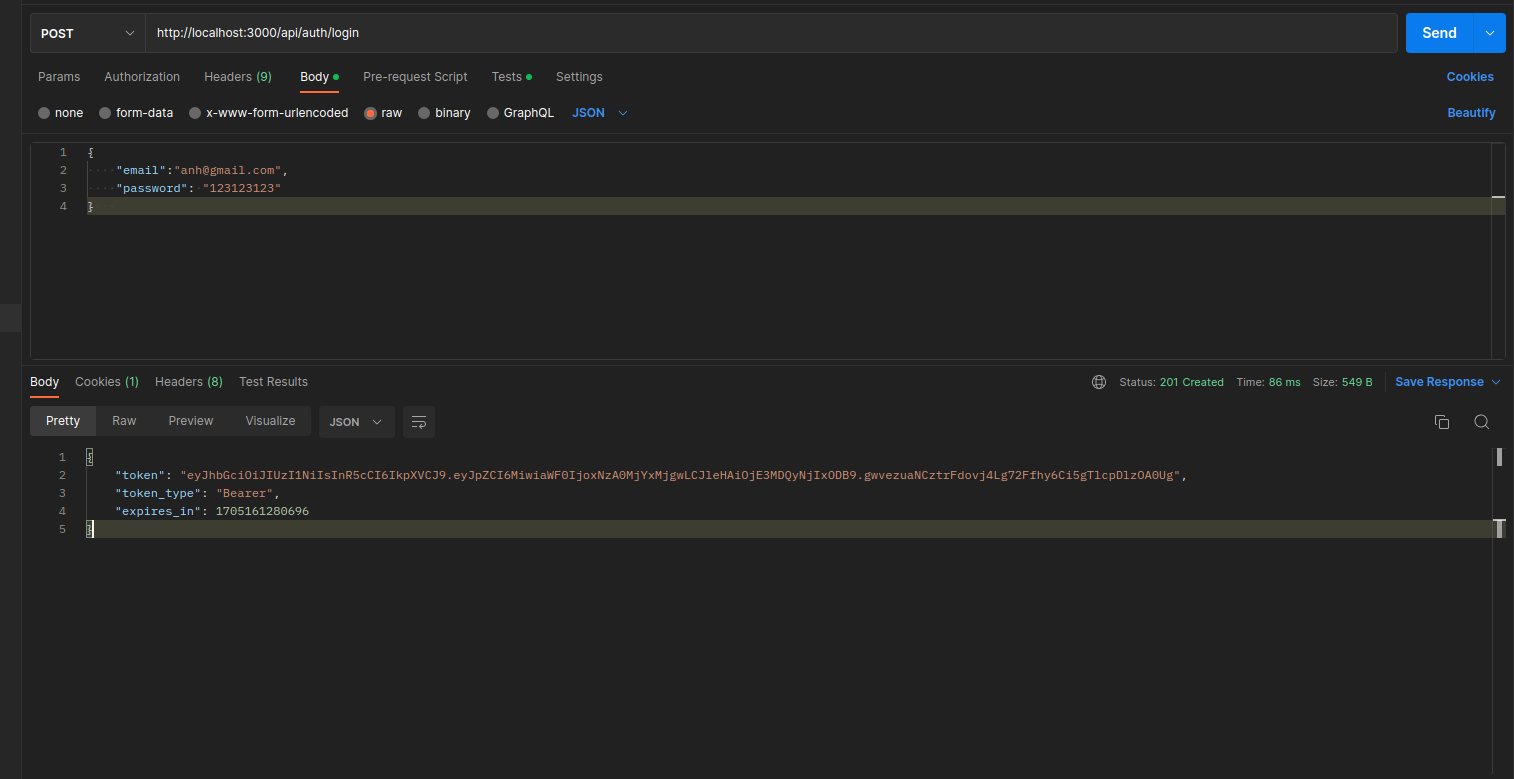 POST http://localhost:3000/api/auth/login Send
Params Authorization Headers (9) Body Pre-request Script Tests Settings Cookies
none form-data x-www-form-urlencoded raw binary GraphQL JSON Beautify
1 {
2 ····"email":"anh@gmail.com",
3 ····"password":·"123123123"
4 }
Body Cookies (1) Headers (8) Test Results Status: 201 Created Time: 86 ms Size: 549 B Save Response
Pretty Raw Preview Visualize JSON
1 {
2 "token": "eyJhbGciOiJIUzI1NiIsInR5cCI6IkpXVCJ9.eyJpZCI6MiwiaWF0IjoxNzA0MjYxMjgwLCJleHAiOjE3MDQyNjIxODB9.gwvezuaNCztrFdovj4Lg72Ffhy6Ci5gTlcpDlzOA0Ug",
3 "token_type": "Bearer",
4 "expires_in": 1705161280696
5 }